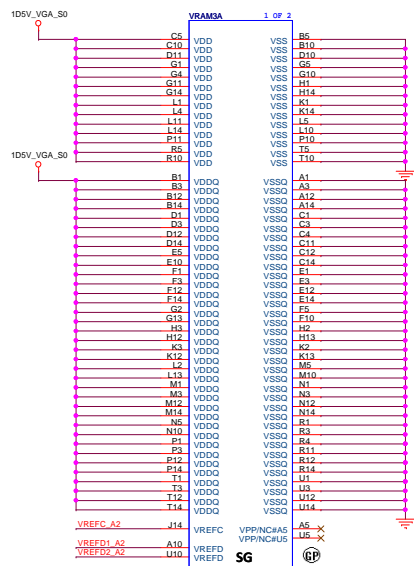 1D5V_VGA_S0
VRAM3A 1 OF 2
C5 VDD VSS B5
C10 VDD VSS B10
D11 VDD VSS D10
G1 VDD VSS G5
G4 VDD VSS G10
G11 VDD VSS H1
G14 VDD VSS H14
L1 VDD VSS K1
L4 VDD VSS K14
L11 VDD VSS L5
L14 VDD VSS L10
P11 VDD VSS P10
R5 VDD VSS T5
R10 VDD VSS T10
1D5V_VGA_S0
B1 VDDQ VSSQ A1
B3 VDDQ VSSQ A3
B12 VDDQ VSSQ A12
B14 VDDQ VSSQ A14
D1 VDDQ VSSQ C1
D3 VDDQ VSSQ C3
D12 VDDQ VSSQ C4
D14 VDDQ VSSQ C11
E5 VDDQ VSSQ C12
E10 VDDQ VSSQ C14
F1 VDDQ VSSQ E1
F3 VDDQ VSSQ E3
F12 VDDQ VSSQ E12
F14 VDDQ VSSQ E14
G2 VDDQ VSSQ F5
G13 VDDQ VSSQ F10
H3 VDDQ VSSQ H2
H12 VDDQ VSSQ H13
K3 VDDQ VSSQ K2
K12 VDDQ VSSQ K13
L2 VDDQ VSSQ M5
L13 VDDQ VSSQ M10
M1 VDDQ VSSQ N1
M3 VDDQ VSSQ N3
M12 VDDQ VSSQ N12
M14 VDDQ VSSQ N14
N5 VDDQ VSSQ R1
N10 VDDQ VSSQ R3
P1 VDDQ VSSQ R4
P3 VDDQ VSSQ R11
P12 VDDQ VSSQ R12
P14 VDDQ VSSQ R14
T1 VDDQ VSSQ U1
T3 VDDQ VSSQ U3
T12 VDDQ VSSQ U12
T14 VDDQ VSSQ U14
VREFC_A2 J14 VREFC VPP/NC#A5 A5
VPP/NC#U5 U5
VREFD1_A2 A10 VREFD
VREFD2_A2 U10 VREFD
SG GP